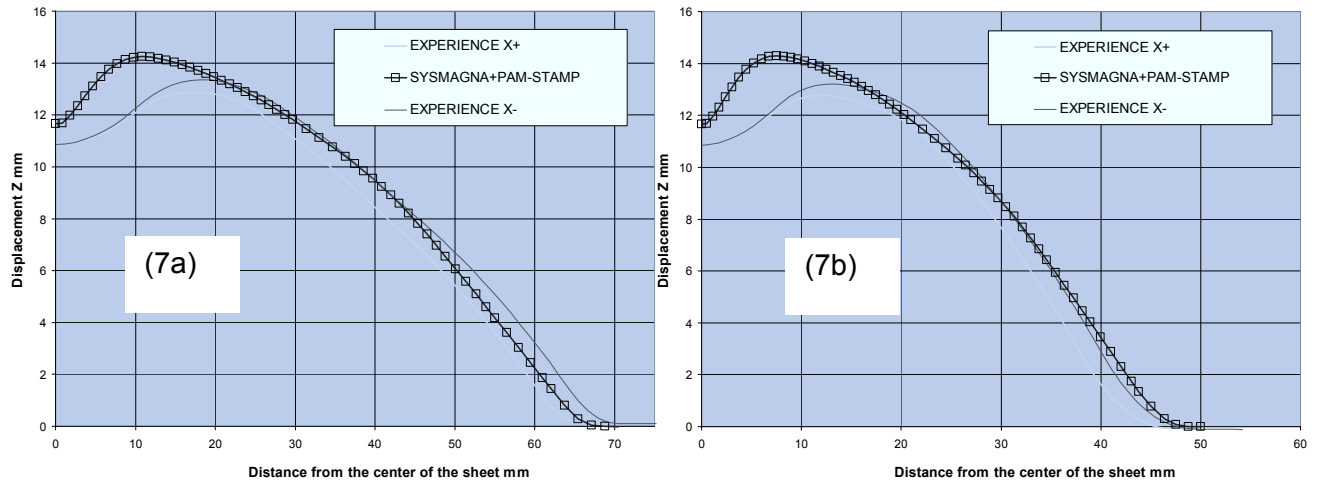 16
14
12
10
8
6
4
2
0
Displacement Z mm
EXPERIENCE X+
SYSMAGNA+PAM-STAMP
EXPERIENCE X-
(7a)
0 10 20 30 40 50 60 70
Distance from the center of the sheet mm
16
14
12
10
8
6
4
2
0
Displacement Z mm
EXPERIENCE X+
SYSMAGNA+PAM-STAMP
EXPERIENCE X-
(7b)
0 10 20 30 40 50 60
Distance from the center of the sheet mm